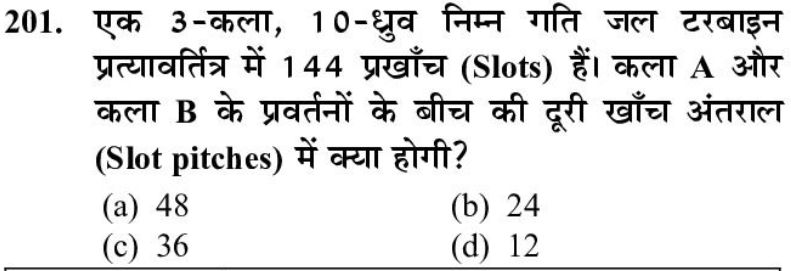 201. एक 3-कला, 10-ध्रुव निम्न गति जल टरबाइन
प्रत्यावर्तित्र में 144 प्रखाँच (Slots) हैं। कला A और
कला B के प्रवर्तनों के बीच की दूरी खाँच अंतराल
(Slot pitches) में क्या होगी?
(a) 48 (b) 24
(c) 36 (d) 12